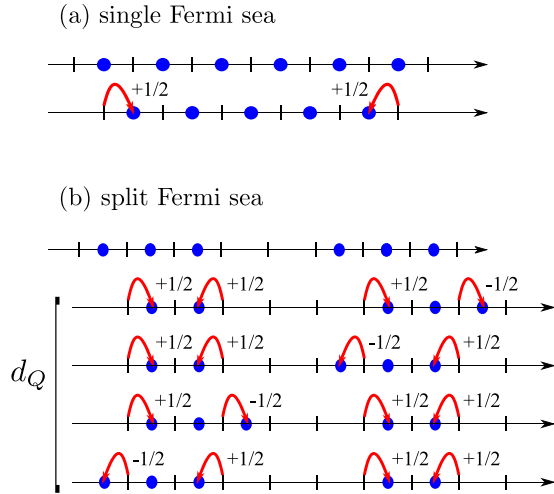 (a) single Fermi sea
+1/2 +1/2
(b) split Fermi sea
+1/2 +1/2 +1/2 -1/2
+1/2 +1/2 -1/2 +1/2
d_Q
+1/2 -1/2 +1/2 +1/2
-1/2 +1/2 +1/2 +1/2